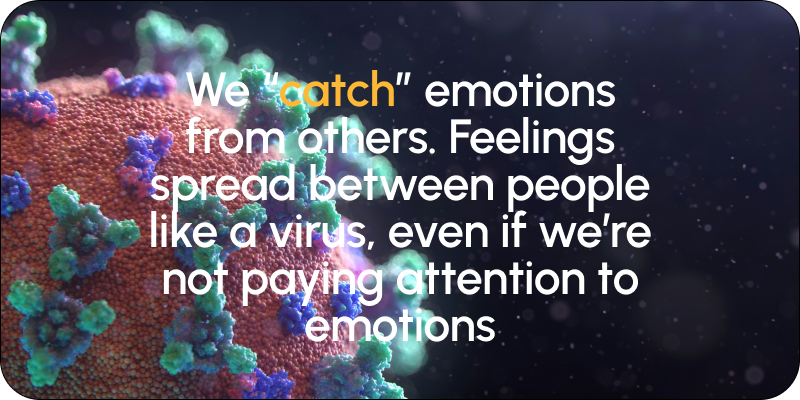 We “catch” emotions
from others. Feelings
spread between people
like a virus, even if we’re
not paying attention to
emotions